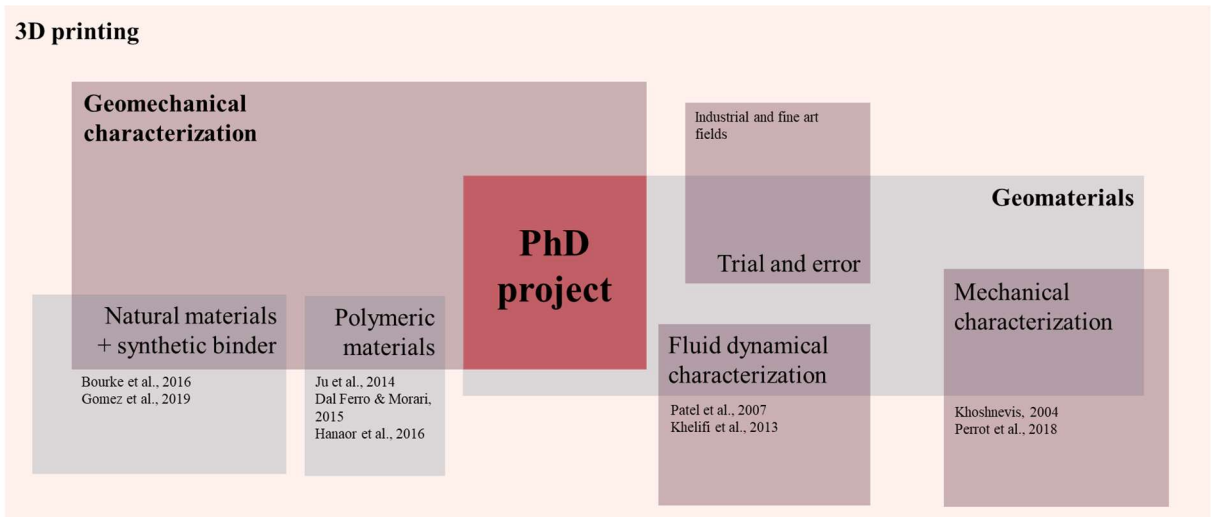 3D printing
Geomechanical
characterization
Industrial and fine art
fields
Geomaterials
PhD
project
Trial and error
Natural materials
+ synthetic binder
Polymeric
materials
Mechanical
characterization
Fluid dynamical
characterization
Bourke et al., 2016
Gomez et al., 2019
Ju et al., 2014
Dal Ferro & Morari,
2015
Hanaor et al., 2016
Patel et al., 2007
Khelifi et al., 2013
Khoshnevis, 2004
Perrot et al., 2018